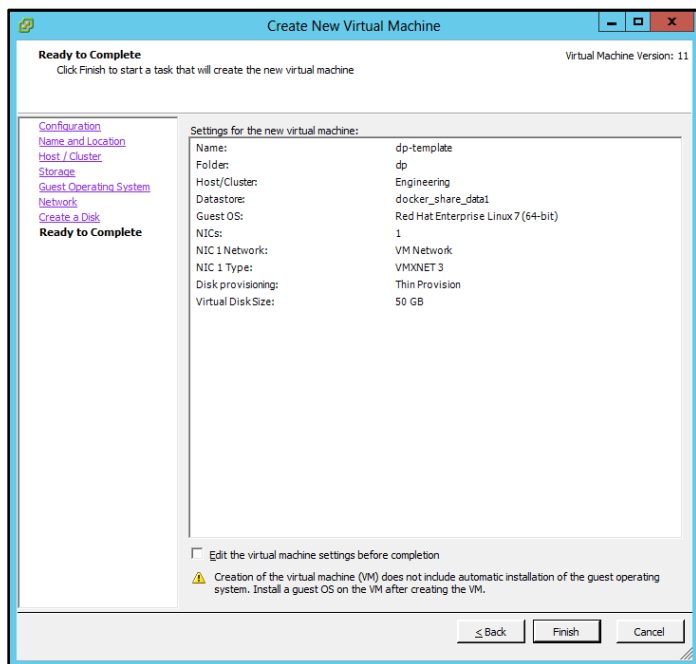 Create New Virtual Machine
Ready to Complete
Click Finish to start a task that will create the new virtual machine
Virtual Machine Version: 11
Configuration
Name and Location
Host / Cluster
Storage
Guest Operating System
Network
Create a Disk
Ready to Complete
Settings for the new virtual machine:
Name: dp-template
Folder: dp
Host/Cluster: Engineering
Datastore: docker_share_data1
Guest OS: Red Hat Enterprise Linux 7 (64-bit)
NICs: 1
NIC 1 Network: VM Network
NIC 1 Type: VMXNET 3
Disk provisioning: Thin Provision
Virtual Disk Size: 50 GB
Edit the virtual machine settings before completion
Creation of the virtual machine (VM) does not include automatic installation of the guest operating
system. Install a guest OS on the VM after creating the VM.
< Back Finish Cancel